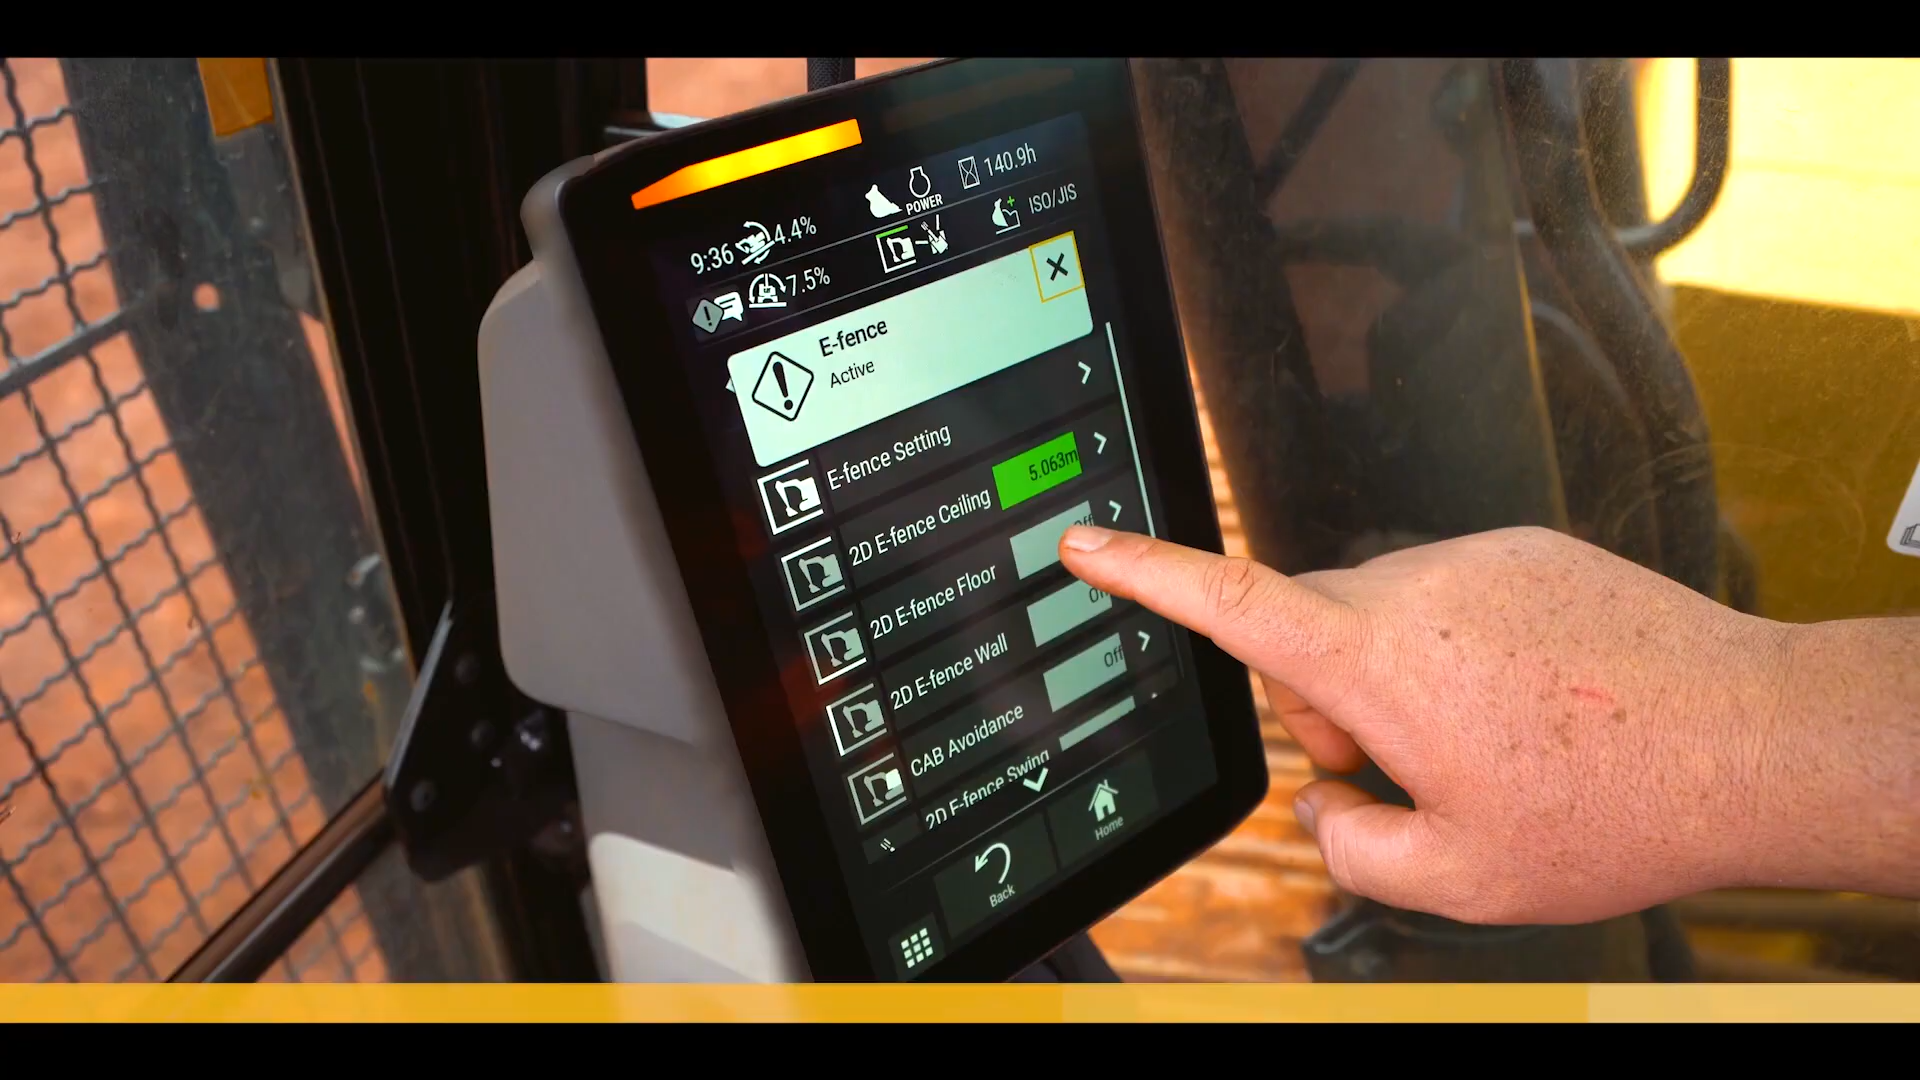 9:36 4.4% POWER 140.9h
7.5% ISO/JIS
E-fence
Active
E-fence Setting
2D E-fence Ceiling 5.063m
2D E-fence Floor Off
2D E-fence Wall
CAB Avoidance Off
2D E-fence Swing
Back Home